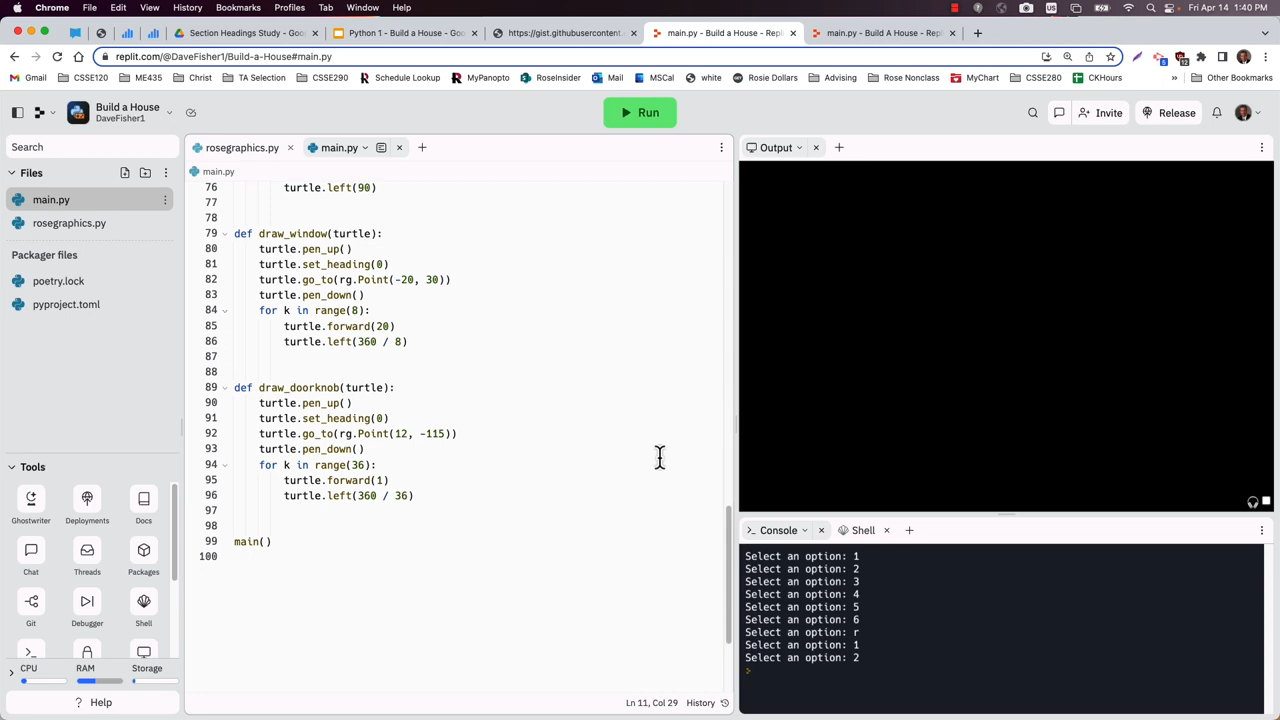 Chrome File Edit View History Bookmarks Profiles Tab Window Help Fri Apr 14 1:40 PM
Section Headings Study - G Python 1 - Build a House - G https://gist.githubusercontent. main.py - Build a House - Repl main.py - Build A House - Repl
replit.com/@DaveFisher1/Build-a-House#main.py
Gmail CSSE120 ME435 Christ TA Selection CSSE290 Schedule Lookup MyPanopto RoseInsider Mail MSCal white Rosie Dollars Advising Rose Nonclass MyChart CSSE280 CKHours » Other Bookmarks
Build a House
DaveFisher1
Run
Invite
Release
Search
Files
main.py
rosegraphics.py
Packager files
poetry.lock
pyproject.toml
Tools
Ghostwriter Deployments Docs
Chat Threads Packages
Git Debugger Shell
CPU RAM Storage
? Help
rosegraphics.py main.py
main.py
76 turtle.left(90)
77
78
79 def draw_window(turtle):
80 turtle.pen_up()
81 turtle.set_heading(0)
82 turtle.go_to(rg.Point(-20, 30))
83 turtle.pen_down()
84 for k in range(8):
85 turtle.forward(20)
86 turtle.left(360 / 8)
87
88
89 def draw_doorknob(turtle):
90 turtle.pen_up()
91 turtle.set_heading(0)
92 turtle.go_to(rg.Point(12, -115))
93 turtle.pen_down()
94 for k in range(36):
95 turtle.forward(1)
96 turtle.left(360 / 36)
97
98
99 main()
100
Ln 11, Col 29 History
Output
Console Shell
Select an option: 1
Select an option: 2
Select an option: 3
Select an option: 4
Select an option: 5
Select an option: 6
Select an option: r
Select an option: 1
Select an option: 2